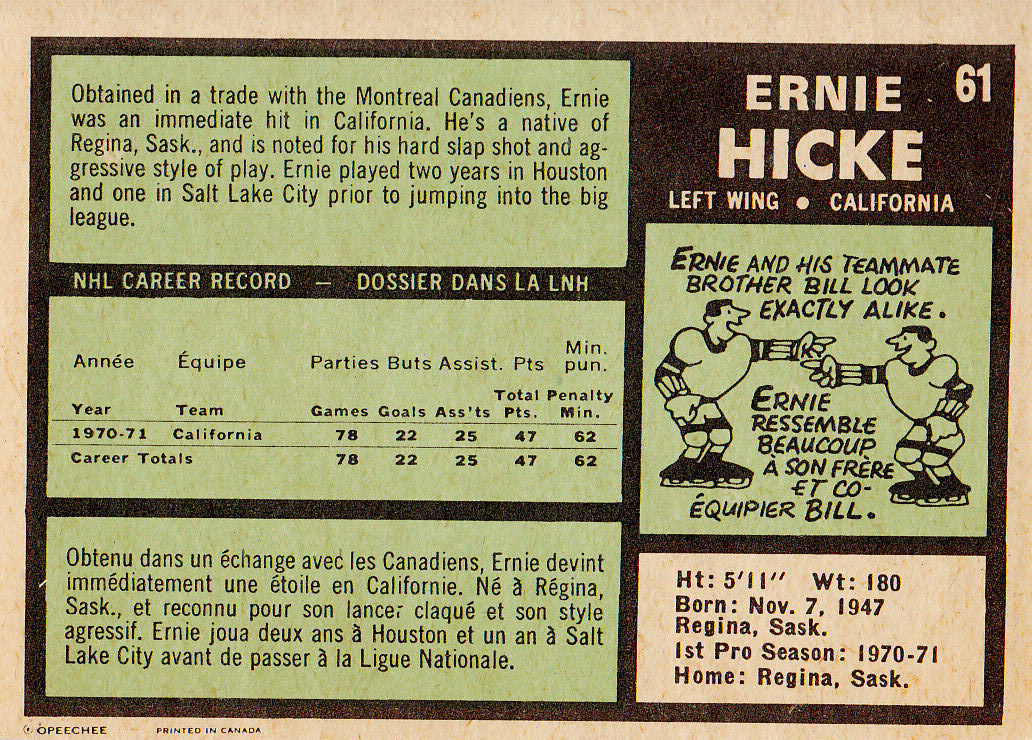 Obtained in a trade with the Montreal Canadiens, Ernie
was an immediate hit in California. He's a native of
Regina, Sask., and is noted for his hard slap shot and ag-
gressive style of play. Ernie played two years in Houston
and one in Salt Lake City prior to jumping into the big
league.
61
ERNIE
HICKE
LEFT WING ● CALIFORNIA
NHL CAREER RECORD — DOSSIER DANS LA LNH
Année Équipe Parties Buts Assist. Pts Min. pun.
Year Team Games Goals Ass'ts Total Pts. Penalty Min.
1970-71 California 78 22 25 47 62
Career Totals 78 22 25 47 62
ERNIE AND HIS TEAMMATE
BROTHER BILL LOOK
EXACTLY ALIKE.
ERNIE
RESSEMBLE
BEAUCOUP
À SON FRÈRE
ET CO-
ÉQUIPIER BILL.
Obtenu dans un échange avec les Canadiens, Ernie devint
immédiatement une étoile en Californie. Né à Régina,
Sask., et reconnu pour son lancer claqué et son style
agressif. Ernie joua deux ans à Houston et un an à Salt
Lake City avant de passer à la Ligue Nationale.
Ht: 5'11" Wt: 180
Born: Nov. 7, 1947
Regina, Sask.
1st Pro Season: 1970-71
Home: Regina, Sask.
© OPEECHEE PRINTED IN CANADA